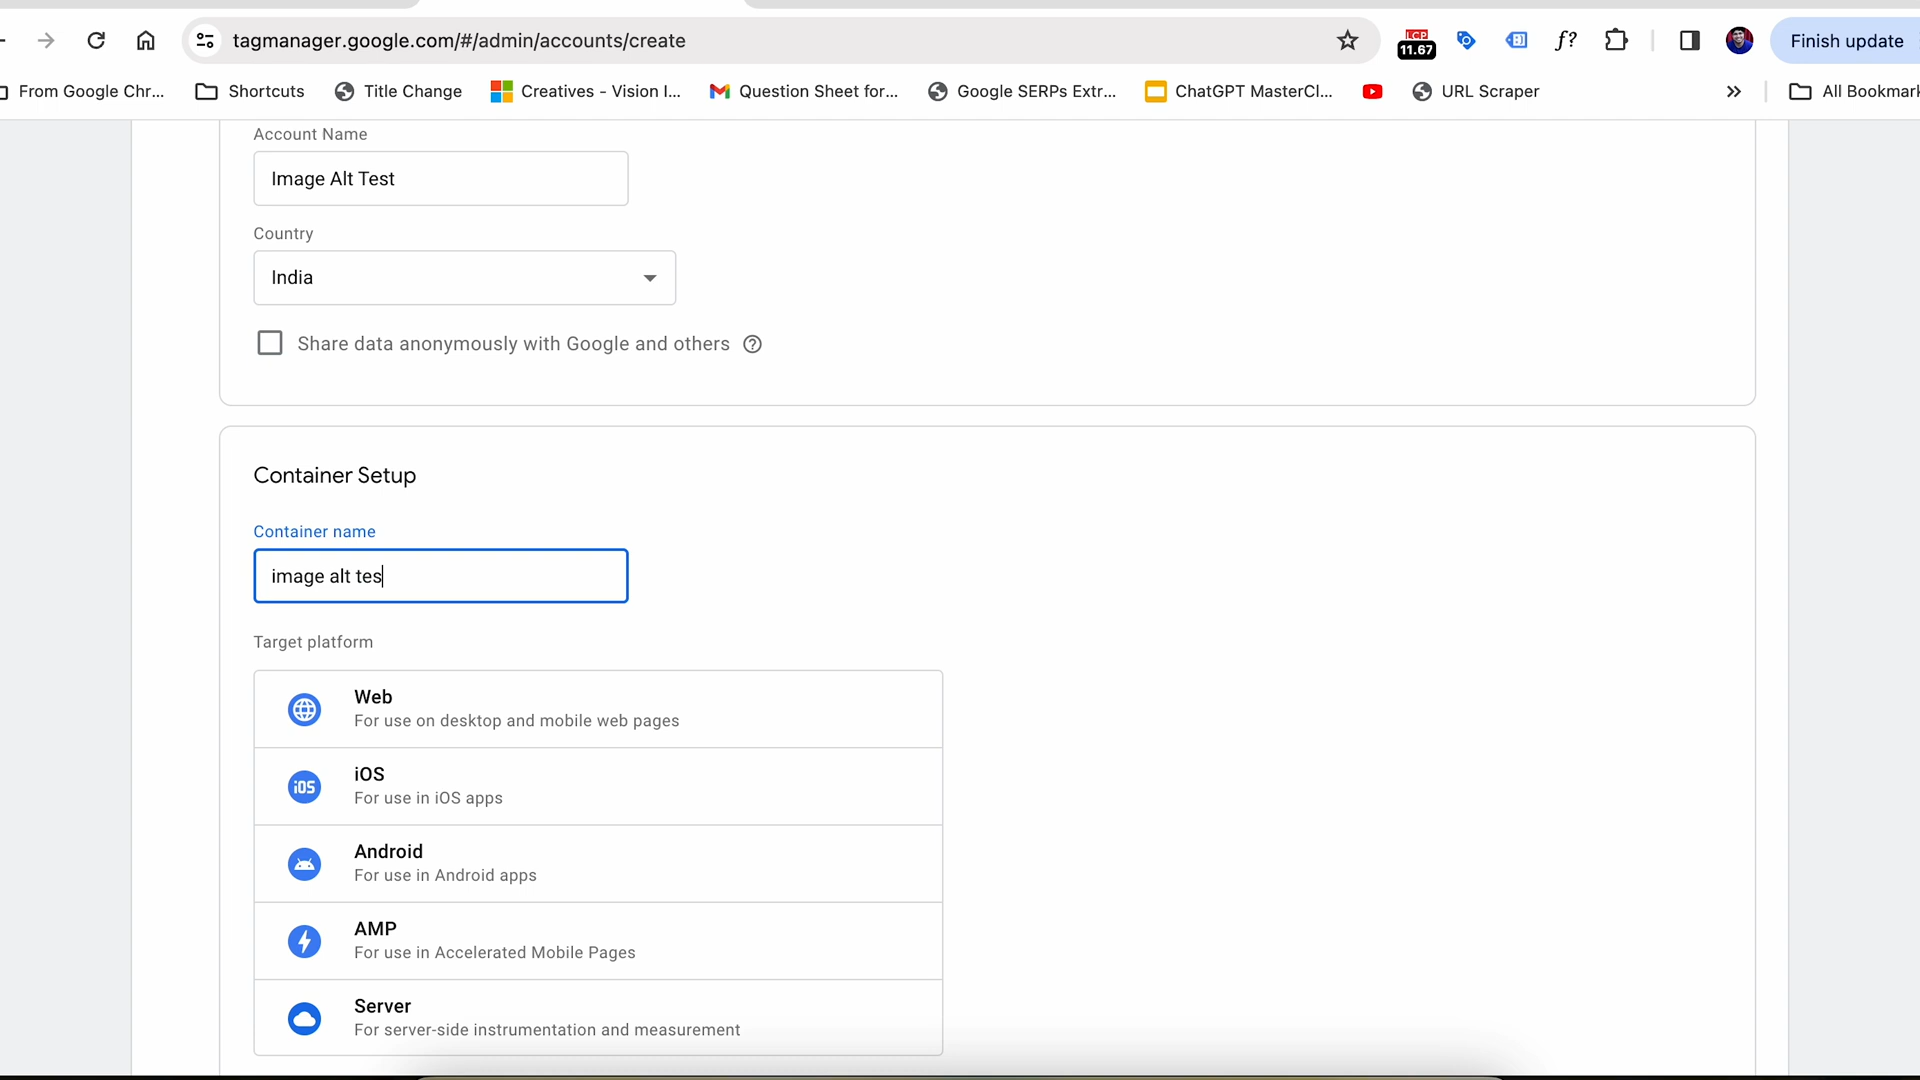 tagmanager.google.com/#/admin/accounts/create
LCP
11.67
f?
Finish update
From Google Chr...
Shortcuts
Title Change
Creatives - Vision I...
Question Sheet for...
Google SERPs Extr...
ChatGPT MasterCl...
URL Scraper
All Bookmark
Account Name
Image Alt Test
Country
India
Share data anonymously with Google and others
Container Setup
Container name
image alt tes
Target platform
Web
For use on desktop and mobile web pages
iOS
iOS
For use in iOS apps
Android
For use in Android apps
AMP
For use in Accelerated Mobile Pages
Server
For server-side instrumentation and measurement